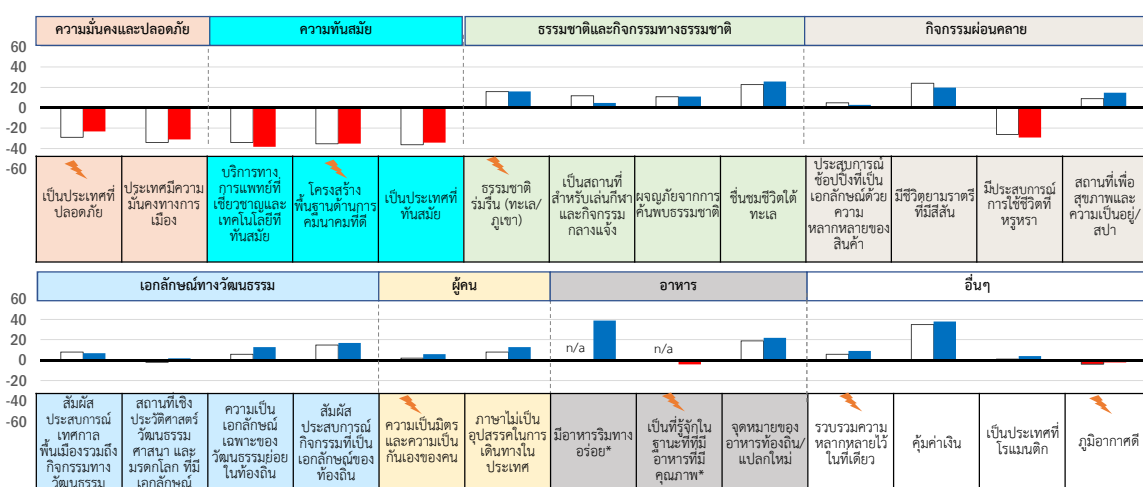 ความมั่นคงและปลอดภัย ความทันสมัย ธรรมชาติและกิจกรรมทางธรรมชาติ กิจกรรมผ่อนคลาย
60
40
20
0
-20
-40
-60
เป็นประเทศที่
ปลอดภัย
ประเทศมีความ
มั่นคงทางการ
เมือง
บริการทาง
การแพทย์ที่
เชี่ยวชาญและ
เทคโนโลยีที่
ทันสมัย
โครงสร้าง
พื้นฐานด้านการ
คมนาคมที่ดี
เป็นประเทศที่
ทันสมัย
ธรรมชาติ
ร่มรื่น (ทะเล/
ภูเขา)
เป็นสถานที่
สำหรับเล่นกีฬา
และกิจกรรม
กลางแจ้ง
ผจญภัยจากการ
ค้นพบธรรมชาติ
ชื่นชมชีวิตใต้
ทะเล
ประสบการณ์
ช้อปปิ้งที่เป็น
เอกลักษณ์ด้วย
ความ
หลากหลายของ
สินค้า
มีชีวิตยามราตรี
ที่มีสีสัน
มีประสบการณ์
การใช้ชีวิตที่
หรูหรา
สถานที่เพื่อ
สุขภาพและ
ความเป็นอยู่/
สปา
เอกลักษณ์ทางวัฒนธรรม ผู้คน อาหาร อื่นๆ
60
40
20
0
-20
-40
-60
n/a n/a
สัมผัส
ประสบการณ์
เทศกาล
พื้นเมืองรวมถึง
กิจกรรมทาง
วัฒนธรรม
สถานที่เชิง
ประวัติศาสตร์
วัฒนธรรม
ศาสนา และ
มรดกโลก ที่มี
เอกลักษณ์
ความเป็น
เอกลักษณ์
เฉพาะของ
วัฒนธรรมย่อย
ในท้องถิ่น
สัมผัส
ประสบการณ์
กิจกรรมที่เป็น
เอกลักษณ์ของ
ท้องถิ่น
ความเป็นมิตร
และความเป็น
กันเองของคน
ภาษาไม่เป็น
อุปสรรคในการ
เดินทางใน
ประเทศ
มีอาหารริมทาง
อร่อย*
เป็นที่รู้จักใน
ฐานะที่ที่มี
อาหารที่มี
คุณภาพ*
จุดหมายของ
อาหารท้องถิ่น/
แปลกใหม่
รวบรวมความ
หลากหลายไว้
ในที่เดียว
คุ้มค่าเงิน
เป็นประเทศที่
โรแมนติก
ภูมิอากาศดี